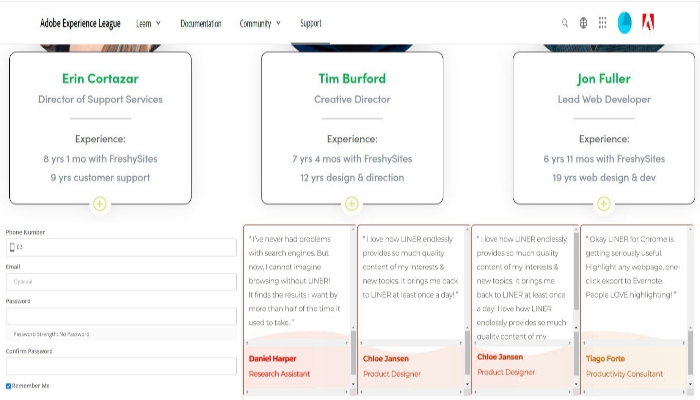 Adobe Experience League Learn Documentation Community Support
Erin Cortazar
Director of Support Services
Experience:
8 yrs 1 mo with FreshySites
9 yrs customer support
Tim Burford
Creative Director
Experience:
7 yrs 4 mos with FreshySites
12 yrs design & direction
Jon Fuller
Lead Web Developer
Experience:
6 yrs 11 mos with FreshySites
19 yrs web design & dev
Phone Number
Email
Optional
Password
Password Strength: No Password
Confirm Password
Remember Me
" I've never had problems
with search engines. But
now, I cannot imagine
browsing without LINER!
It finds the results I want by
more than half of the time it
used to take. "
Daniel Harper
Research Assistant
" I love how LINER endlessly
provides so much quality
content of my interests &
new topics. It brings me back
to LINER at least once a day! "
Chloe Jansen
Product Designer
" I love how LINER endlessly
provides so much quality
content of my interests &
new topics. It brings me
back to LINER at least once
a day! I love how LINER
endlessly provides so much
quality content of my
Chloe Jansen
Product Designer
" Okay LINER for Chrome is
getting seriously useful.
Highlight any webpage, one-
click export to Evernote.
People LOVE highlighting! "
Tiago Forte
Productivity Consultant